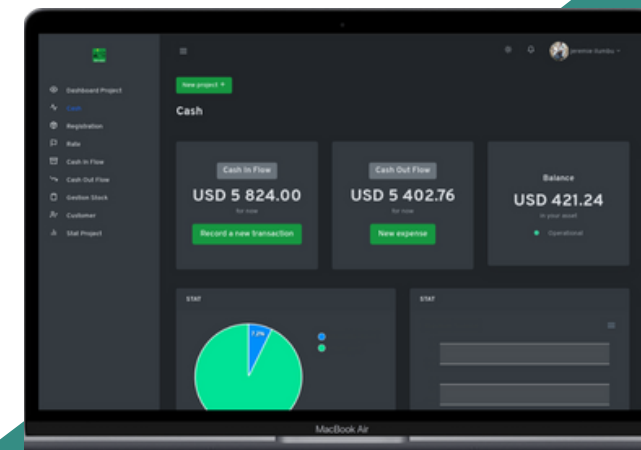 Jeremie ilumbu
New project +
Dashboard Project
Cash
Cash
Registration
Rate
Cash In Flow
Cash Out Flow
Gestion Stock
Customer
Stat Project
Cash In Flow
USD 5 824.00
for now
Record a new transaction
Cash Out Flow
USD 5 402.76
for now
New expense
Balance
USD 421.24
in your asset
Operational
STAT
7.2%
STAT
MacBook Air